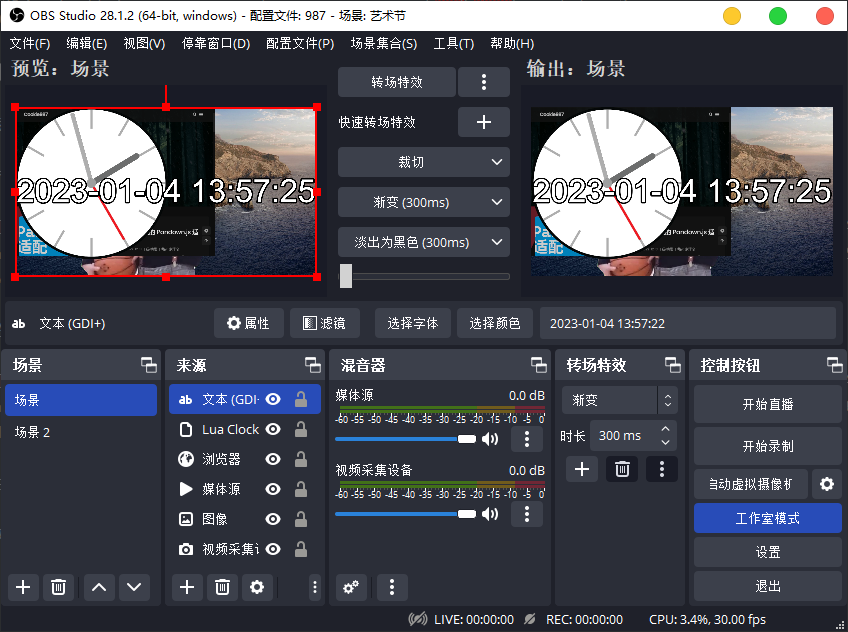 OBS Studio 28.1.2 (64-bit, windows) - 配置文件: 987 - 场景: 艺术节
文件(F) 编辑(E) 视图(V) 停靠窗口(D) 配置文件(P) 场景集合(S) 工具(T) 帮助(H)
预览：场景
转场特效
输出：场景
快速转场特效
裁切
渐变 (300ms)
淡出为黑色 (300ms)
2023-01-04 13:57:25
2023-01-04 13:57:25
适配
适配
ab 文本 (GDI+)
属性
滤镜
选择字体
选择颜色
2023-01-04 13:57:22
场景
来源
混音器
转场特效
控制按钮
场景
场景 2
ab 文本 (GDI-
Lua Clock
浏览器
媒体源
图像
视频采集
媒体源 0.0 dB
-60 -55 -50 -45 -40 -35 -30 -25 -20 -15 -10 -5 0
视频采集设备 0.0 dB
-60 -55 -50 -45 -40 -35 -30 -25 -20 -15 -10 -5 0
渐变
时长 300 ms
开始直播
开始录制
启动虚拟摄像机
工作室模式
设置
退出
LIVE: 00:00:00 REC: 00:00:00 CPU: 3.4%, 30.00 fps